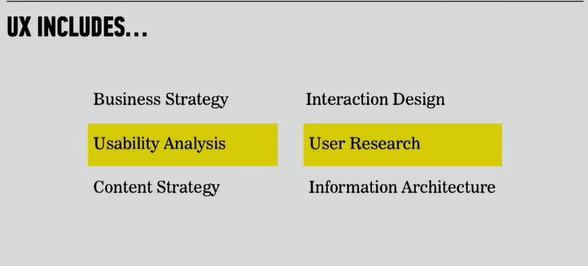 UX INCLUDES...
Business Strategy
Interaction Design
Usability Analysis
User Research
Content Strategy
Information Architecture